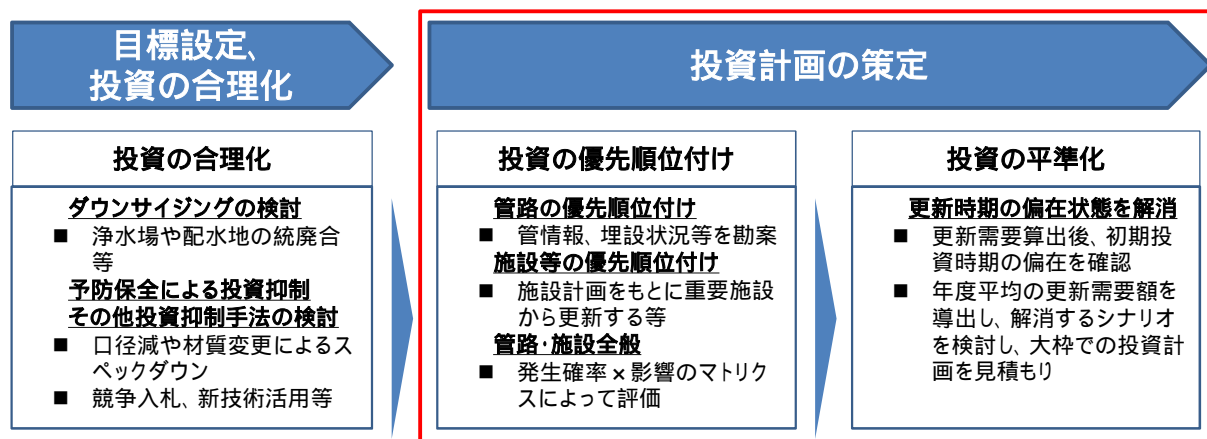 目標設定、
投資の合理化
投資計画の策定
投資の合理化
ダウンサイジングの検討
■ 浄水場や配水地の統廃合
等
予防保全による投資抑制
その他投資抑制手法の検討
■ 口径減や材質変更によるス
ペックダウン
■ 競争入札、新技術活用等
投資の優先順位付け
管路の優先順位付け
■ 管情報、埋設状況等を勘案
施設等の優先順位付け
■ 施設計画をもとに重要施設
から更新する等
管路・施設全般
■ 発生確率×影響のマトリク
スによって評価
投資の平準化
更新時期の偏在状態を解消
■ 更新需要算出後、初期投
資時期の偏在を確認
■ 年度平均の更新需要額を
導出し、解消するシナリオ
を検討し、大枠での投資計
画を見積もり